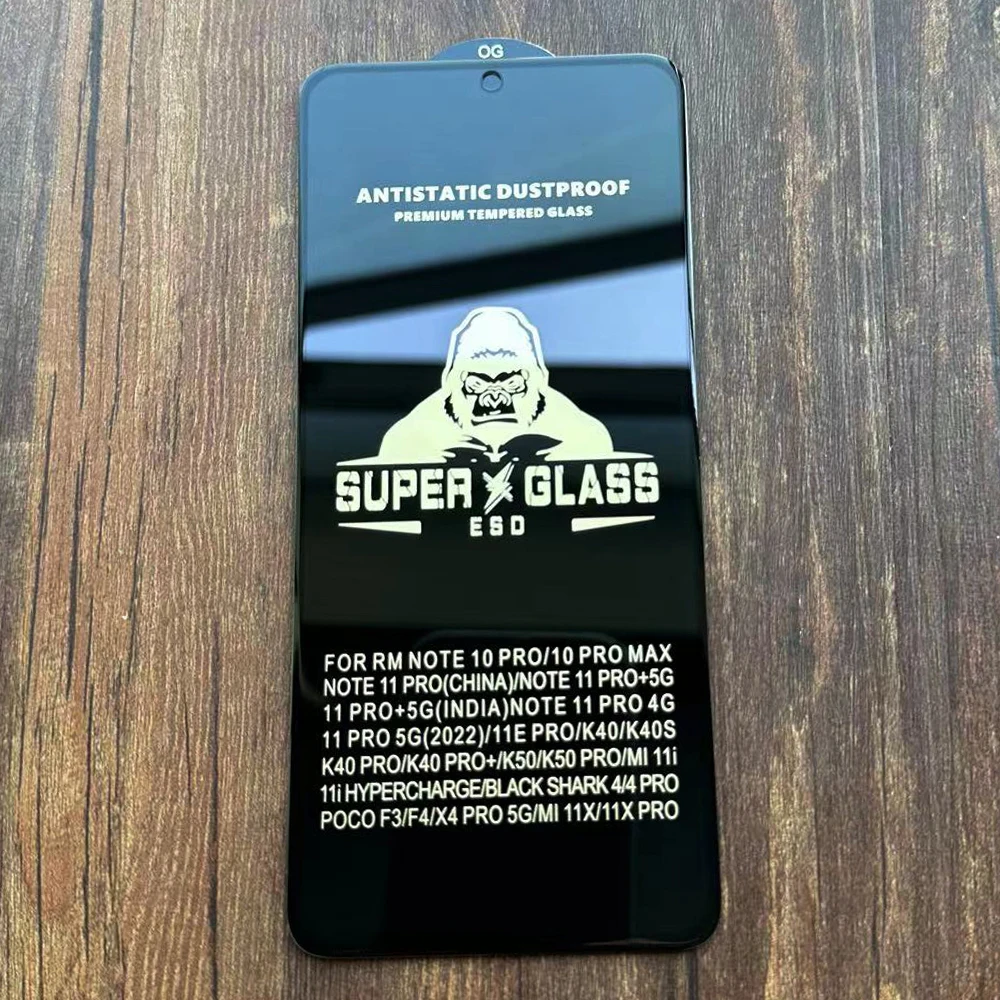 OG
ANTISTATIC DUSTPROOF
PREMIUM TEMPERED GLASS
SUPER X GLASS
ESD
FOR RM NOTE 10 PRO/10 PRO MAX
NOTE 11 PRO(CHINA)/NOTE 11 PRO+5G
11 PRO+5G(INDIA)NOTE 11 PRO 4G
11 PRO 5G(2022)/11E PRO/K40/K40S
K40 PRO/K40 PRO+/K50/K50 PRO/MI 11i
11i HYPERCHARGE/BLACK SHARK 4/4 PRO
POCO F3/F4/X4 PRO 5G/MI 11X/11X PRO